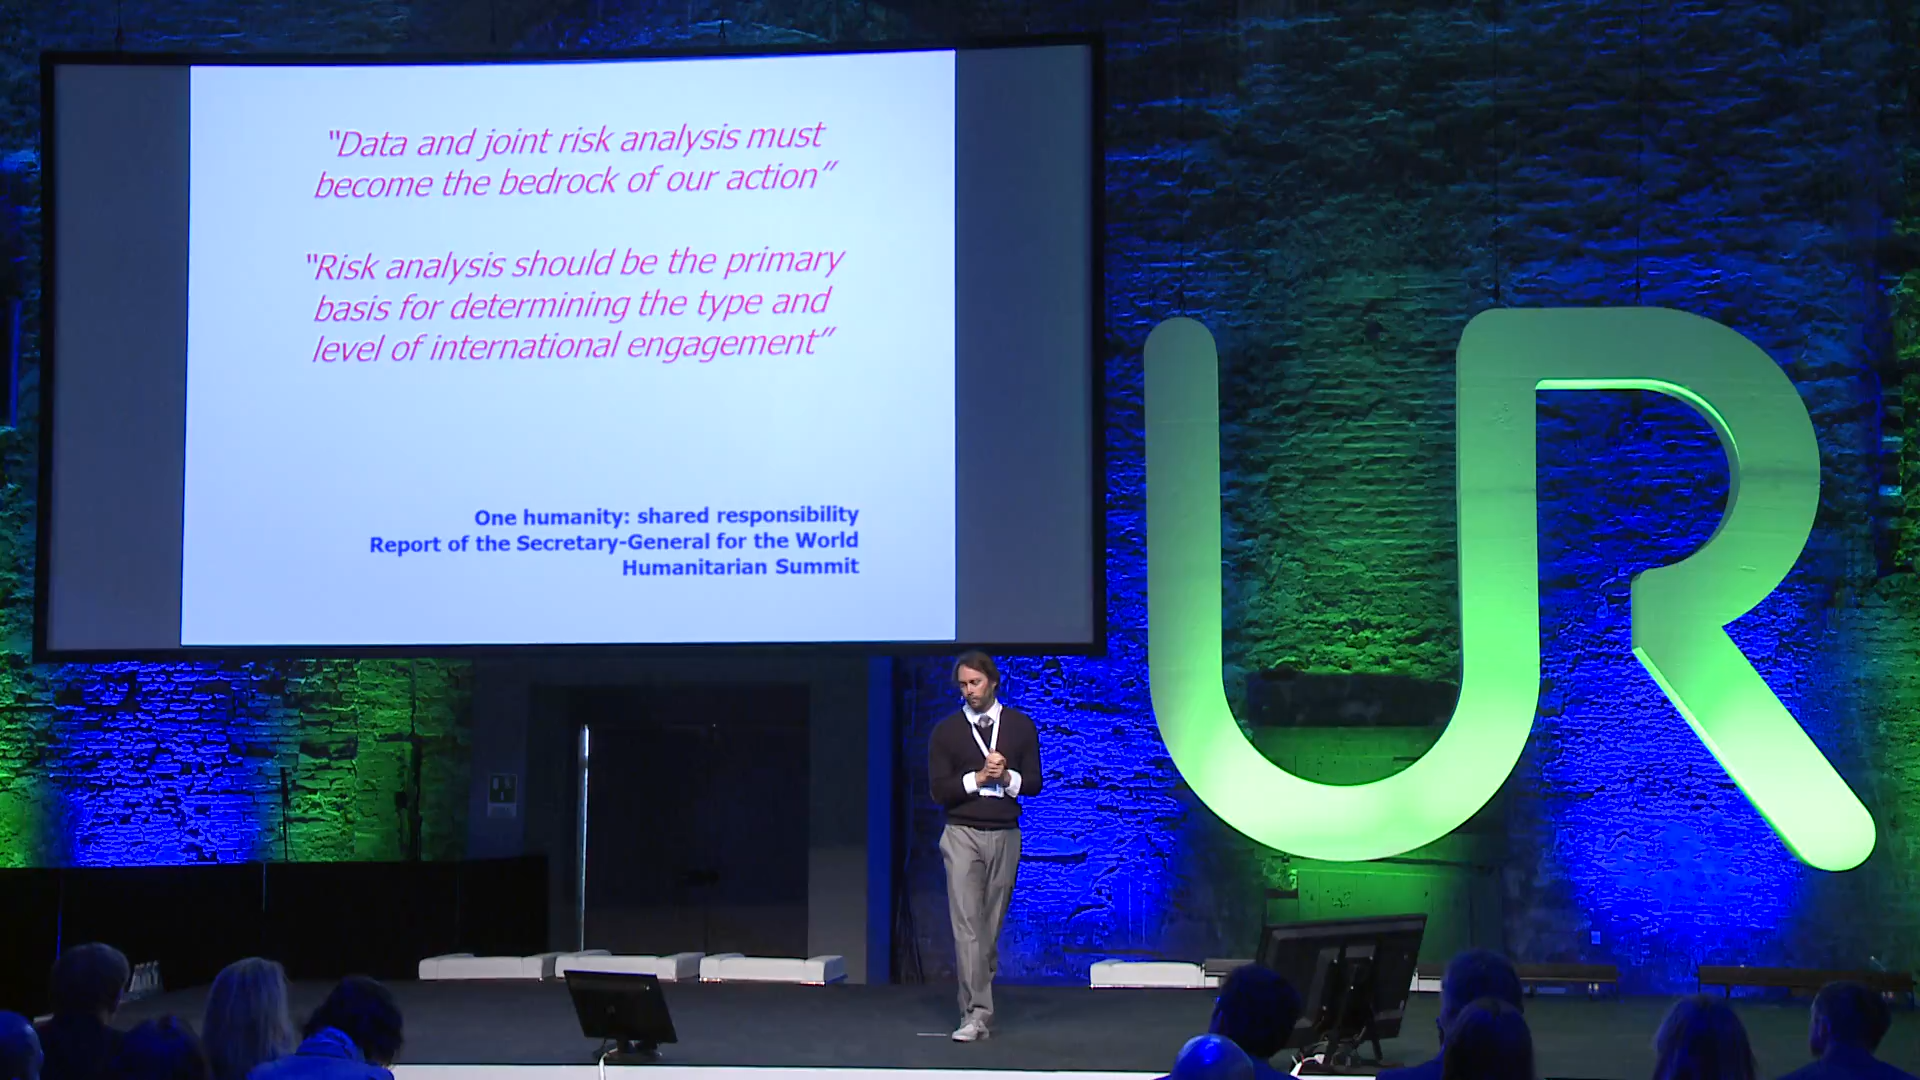 “Data and joint risk analysis must
become the bedrock of our action”
“Risk analysis should be the primary
basis for determining the type and
level of international engagement”
One humanity: shared responsibility
Report of the Secretary-General for the World
Humanitarian Summit
UR